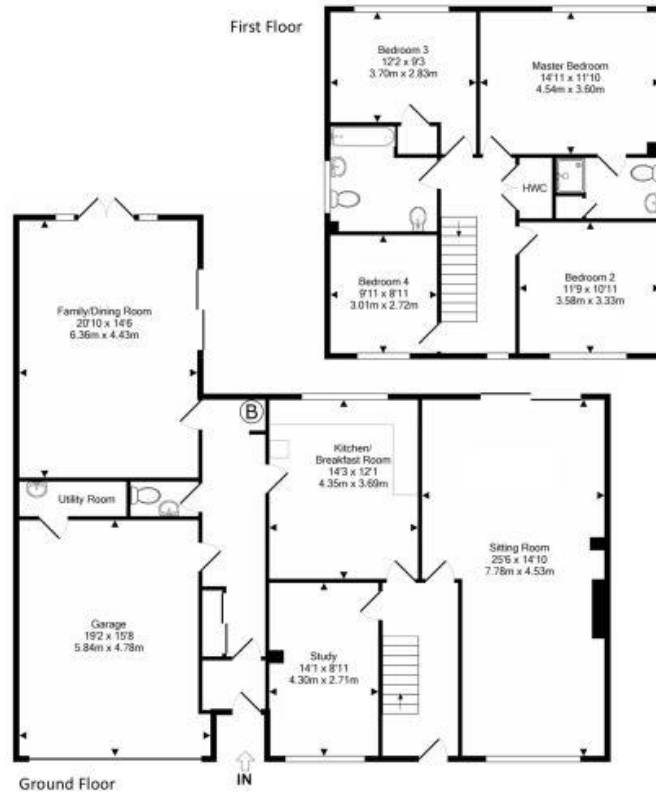 First Floor
Bedroom 3
12'2 x 9'3
3.70m x 2.83m
Master Bedroom
14'11 x 11'10
4.54m x 3.60m
HWC
Bedroom 4
9'11 x 8'11
3.01m x 2.72m
Bedroom 2
11'9 x 10'11
3.58m x 3.33m
Family/Dining Room
20'10 x 14'6
6.36m x 4.43m
B
Kitchen/
Breakfast Room
14'3 x 12'1
4.35m x 3.69m
Utility Room
Sitting Room
25'6 x 14'10
7.78m x 4.53m
Garage
19'2 x 15'8
5.84m x 4.78m
Study
14'1 x 8'11
4.30m x 2.71m
IN
Ground Floor